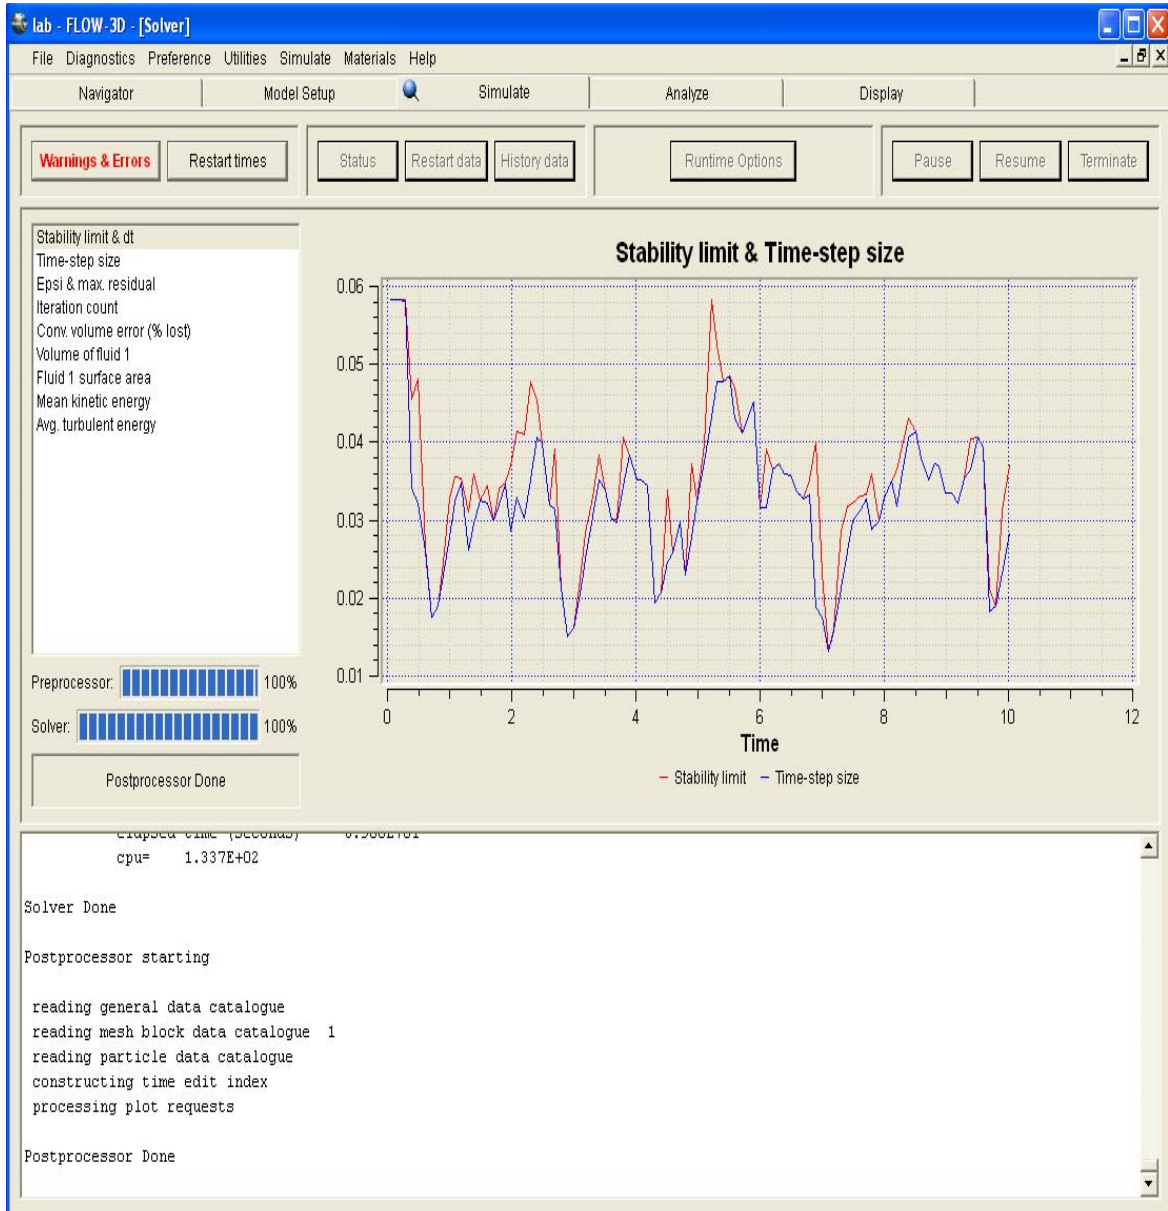 lab - FLOW-3D - [Solver]
File Diagnostics Preference Utilities Simulate Materials Help
Navigator Model Setup Simulate Analyze Display
Warnings & Errors Restart times Status Restart data History data Runtime Options Pause Resume Terminate
Stability limit & dt
Time-step size
Epsi & max. residual
Iteration count
Conv. volume error (% lost)
Volume of fluid 1
Fluid 1 surface area
Mean kinetic energy
Avg. turbulent energy
Preprocessor: 100%
Solver: 100%
Postprocessor Done
Stability limit & Time-step size
0.06
0.05
0.04
0.03
0.02
0.01
0 2 4 6 8 10 12
Time
Stability limit Time-step size
elapsed time (seconds)
cpu= 1.337E+02
Solver Done
Postprocessor starting
reading general data catalogue
reading mesh block data catalogue 1
reading particle data catalogue
constructing time edit index
processing plot requests
Postprocessor Done